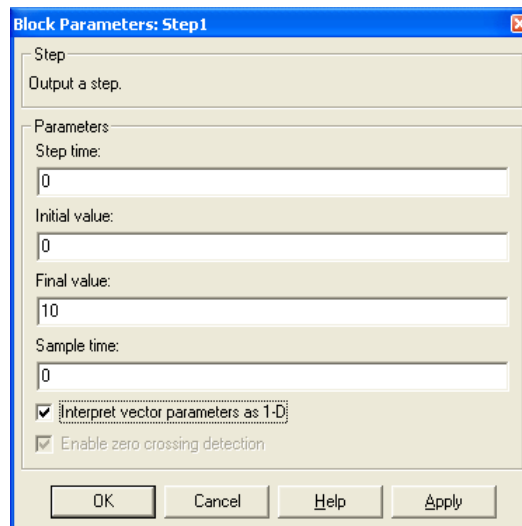 Block Parameters: Step1
Step
Output a step.
Parameters
Step time:
0
Initial value:
0
Final value:
10
Sample time:
0
Interpret vector parameters as 1-D
Enable zero crossing detection
OK Cancel Help Apply